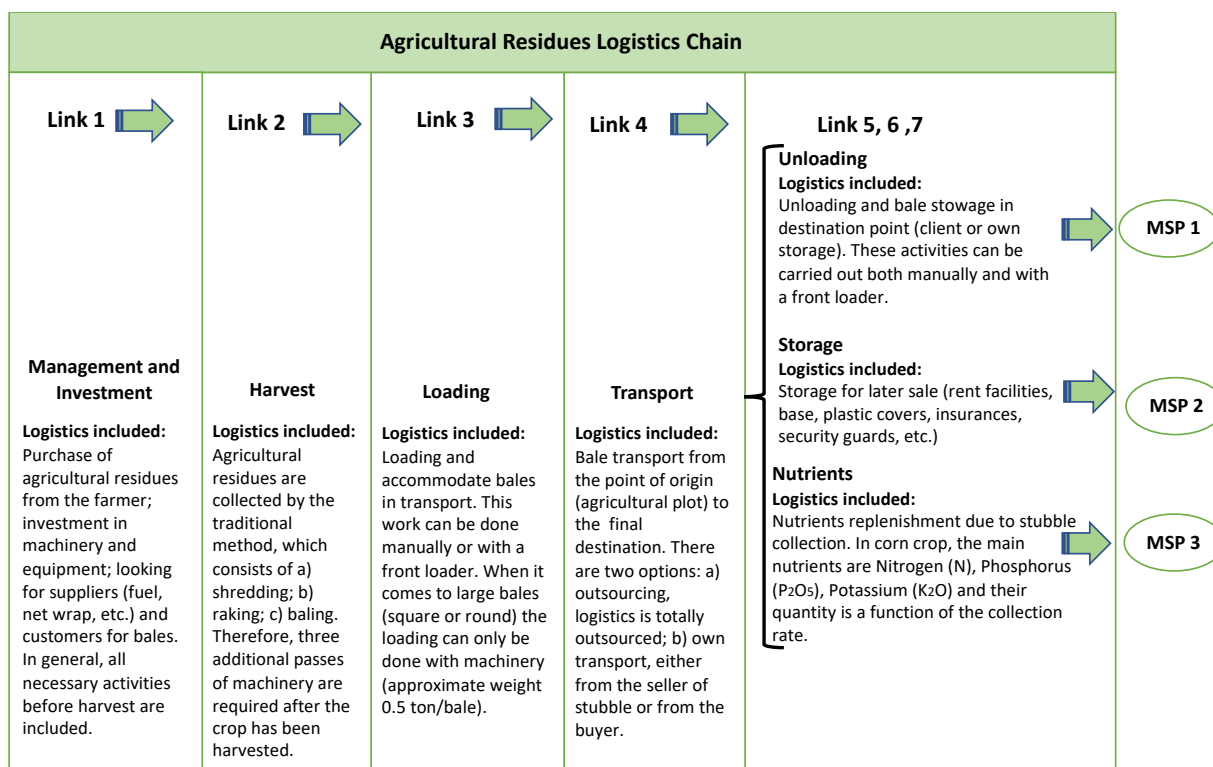 Agricultural Residues Logistics Chain
Link 1
Management and
Investment
Logistics included:
Purchase of
agricultural residues
from the farmer;
investment in
machinery and
equipment; looking
for suppliers (fuel,
net wrap, etc.) and
customers for bales.
In general, all
necessary activities
before harvest are
included.
Link 2
Harvest
Logistics included:
Agricultural
residues are
collected by the
traditional
method, which
consists of a)
shredding; b)
raking; c) baling.
Therefore, three
additional passes
of machinery are
required after the
crop has been
harvested.
Link 3
Loading
Logistics included:
Loading and
accommodate bales
in transport. This
work can be done
manually or with a
front loader. When it
comes to large bales
(square or round) the
loading can only be
done with machinery
(approximate weight
0.5 ton/bale).
Link 4
Transport
Logistics included:
Bale transport from
the point of origin
(agricultural plot) to
the final
destination. There
are two options: a)
outsourcing,
logistics is totally
outsourced; b) own
transport, either
from the seller of
stubble or from the
buyer.
Link 5, 6 ,7
Unloading
Logistics included:
Unloading and bale stowage in
destination point (client or own
storage). These activities can be
carried out both manually and with
a front loader.
MSP 1
Storage
Logistics included:
Storage for later sale (rent facilities,
base, plastic covers, insurances,
security guards, etc.)
MSP 2
Nutrients
Logistics included:
Nutrients replenishment due to stubble
collection. In corn crop, the main
nutrients are Nitrogen (N), Phosphorus
(P2O5), Potassium (K2O) and their
quantity is a function of the collection
rate.
MSP 3